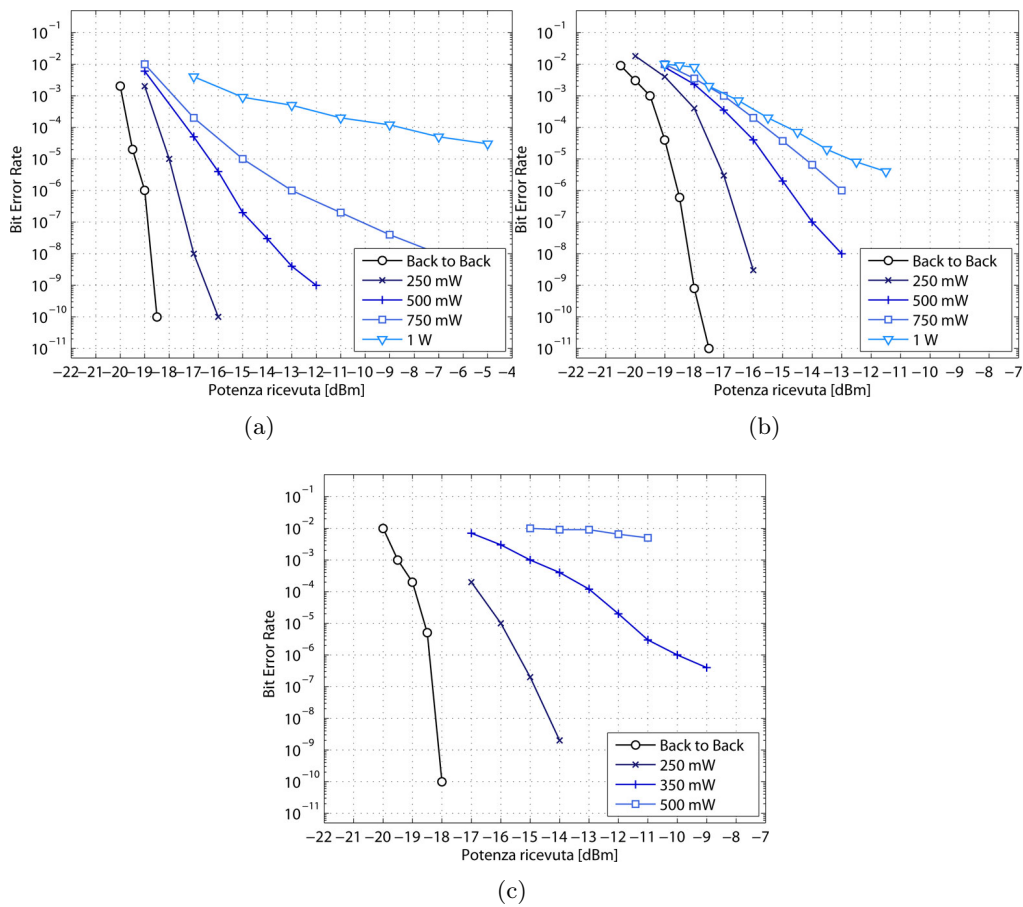 10−1
10−2
10−3
10−4
10−5
10−6
10−7
10−8
10−9
10−10
10−11
Bit Error Rate
Back to Back
250 mW
500 mW
750 mW
1 W
−22 −21 −20 −19 −18 −17 −16 −15 −14 −13 −12 −11 −10 −9 −8 −7 −6 −5 −4
Potenza ricevuta [dBm]
(a)
10−1
10−2
10−3
10−4
10−5
10−6
10−7
10−8
10−9
10−10
10−11
Bit Error Rate
Back to Back
250 mW
500 mW
750 mW
1 W
−22 −21 −20 −19 −18 −17 −16 −15 −14 −13 −12 −11 −10 −9 −8 −7
Potenza ricevuta [dBm]
(b)
10−1
10−2
10−3
10−4
10−5
10−6
10−7
10−8
10−9
10−10
10−11
Bit Error Rate
Back to Back
250 mW
350 mW
500 mW
−22 −21 −20 −19 −18 −17 −16 −15 −14 −13 −12 −11 −10 −9 −8 −7
Potenza ricevuta [dBm]
(c)